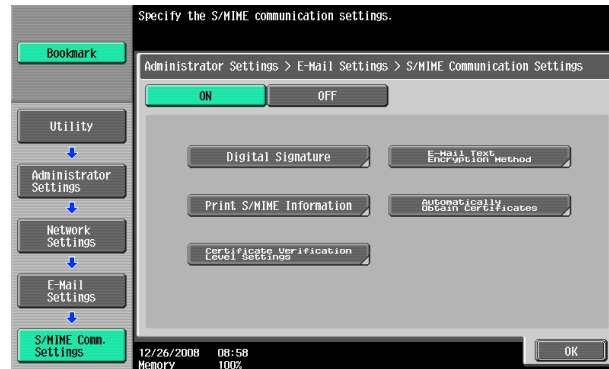 Specify the S/MIME communication settings.
Bookmark
Administrator Settings > E-Mail Settings > S/MIME Communication Settings
ON
OFF
Utility
Digital Signature
E-Mail Text
Encryption Method
Administrator
Settings
Print S/MIME Information
Automatically
Obtain Certificates
Network
Settings
Certificate Verification
Level Settings
E-Mail
Settings
S/MIME Comm.
Settings
12/26/2008 08:58
Memory 100%
OK